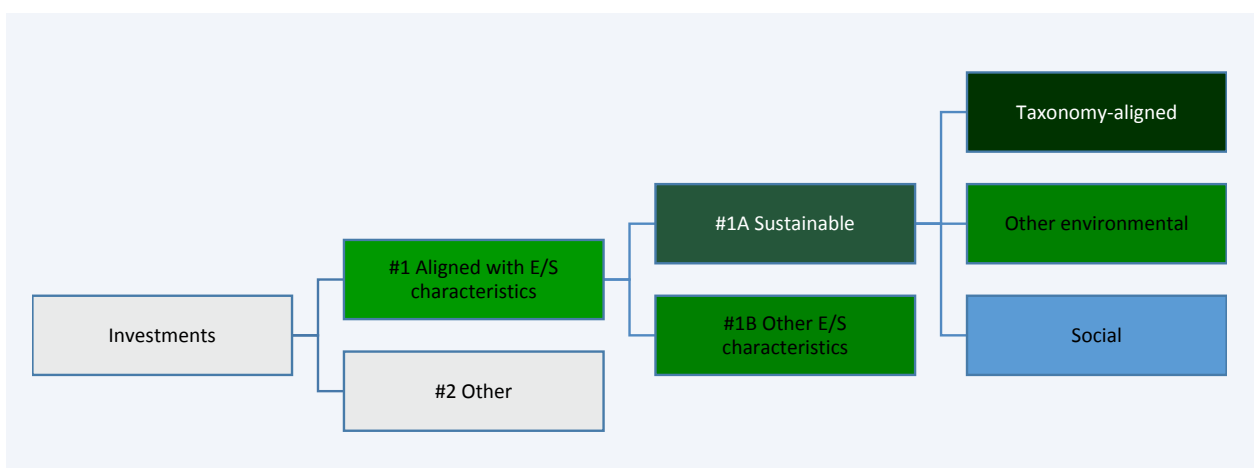 Taxonomy-aligned
#1A Sustainable
Other environmental
#1 Aligned with E/S
characteristics
Investments
#1B Other E/S
characteristics
Social
#2 Other